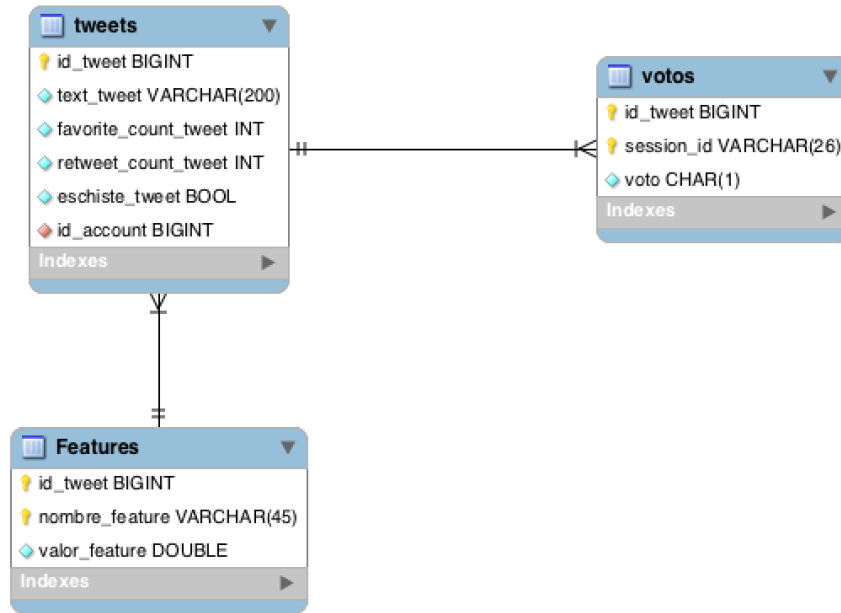 tweets
id_tweet BIGINT
text_tweet VARCHAR(200)
favorite_count_tweet INT
retweet_count_tweet INT
eschiste_tweet BOOL
id_account BIGINT
Indexes
votos
id_tweet BIGINT
session_id VARCHAR(26)
voto CHAR(1)
Indexes
Features
id_tweet BIGINT
nombre_feature VARCHAR(45)
valor_feature DOUBLE
Indexes